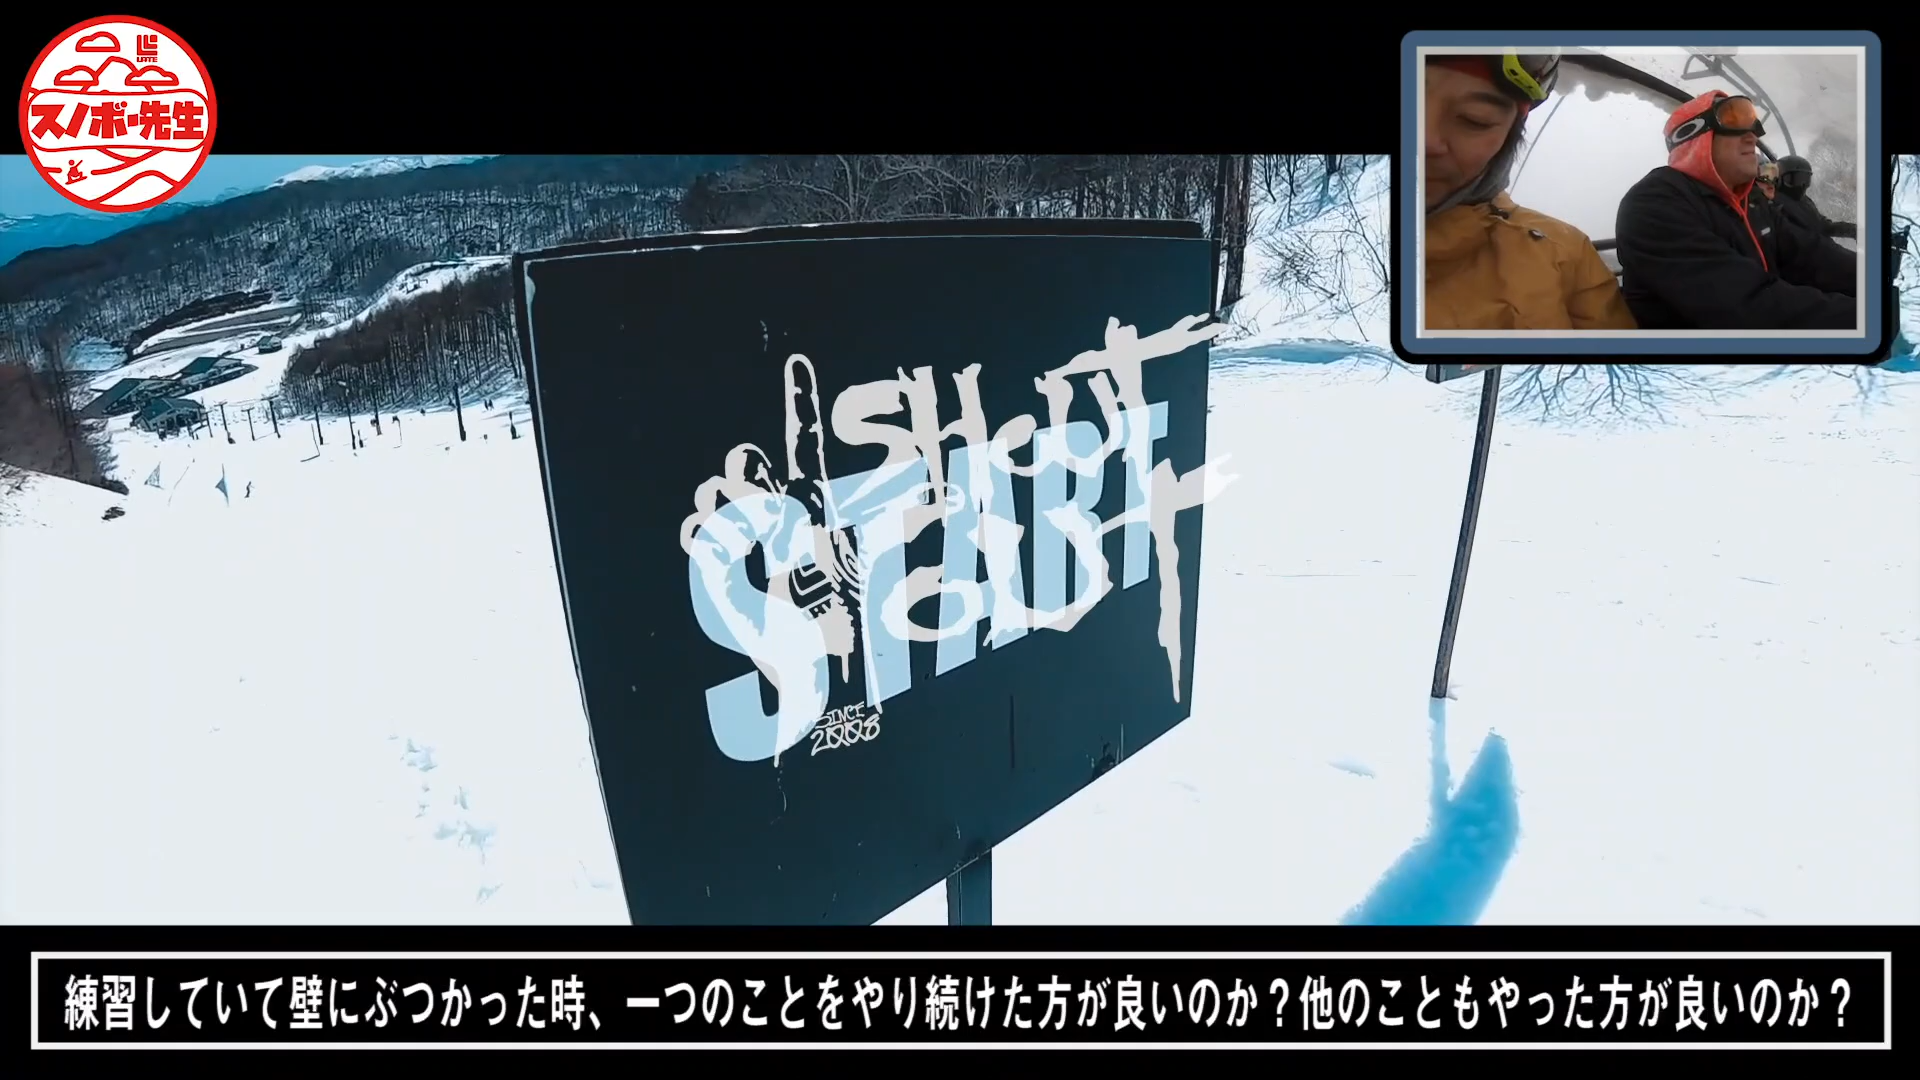 LATE
スノボー先生
SHOUT
OUT
START
SINCE
2008
練習していて壁にぶつかった時、一つのことをやり続けた方が良いのか？他のこともやった方が良いのか？